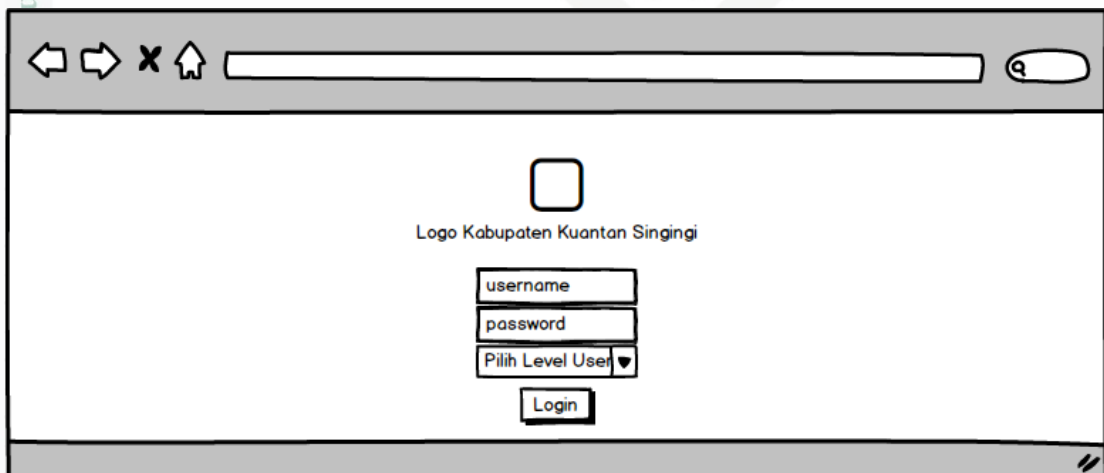 Logo Kabupaten Kuantan Singingi
username
password
Pilih Level User
Login